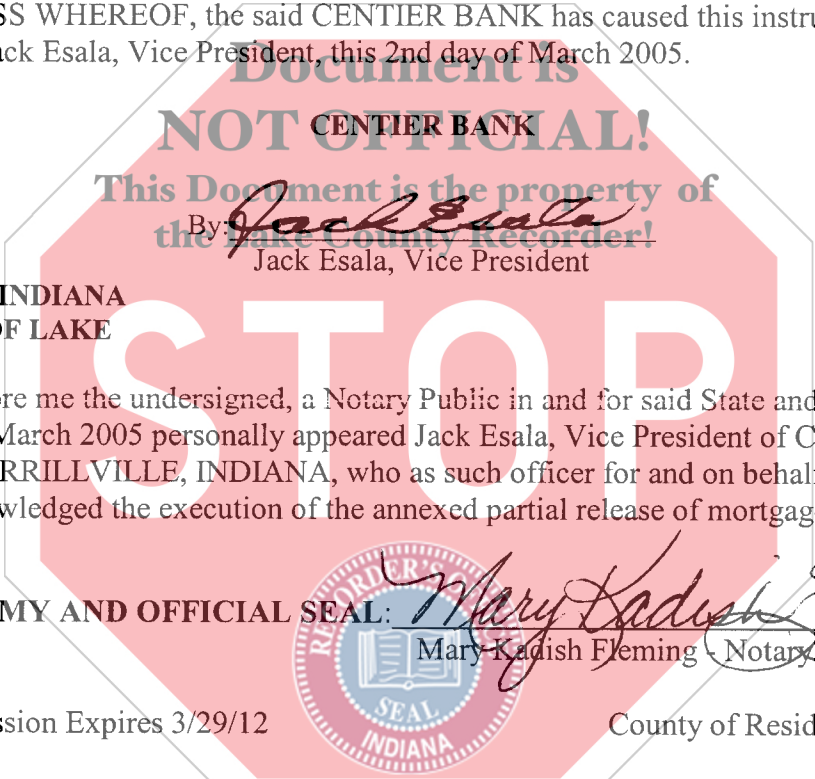 SS WHEREOF, the said CENTIER BANK has caused this instru
ack Esala, Vice President, this 2nd day of March 2005.
Document is
NOT OFFICIAL!
CENTIER BANK
This Document is the property of
the Lake County Recorder!
By: Jack Esala
Jack Esala, Vice President
INDIANA
OF LAKE
STOP
re me the undersigned, a Notary Public in and for said State and
March 2005 personally appeared Jack Esala, Vice President of C
RRILLVILLE, INDIANA, who as such officer for and on behalf
wledged the execution of the annexed partial release of mortgag
RECORDER'S
MY AND OFFICIAL SEAL: Mary Kadish
Mary Kadish Fleming - Notary
SEAL
INDIANA
ssion Expires 3/29/12
County of Resid